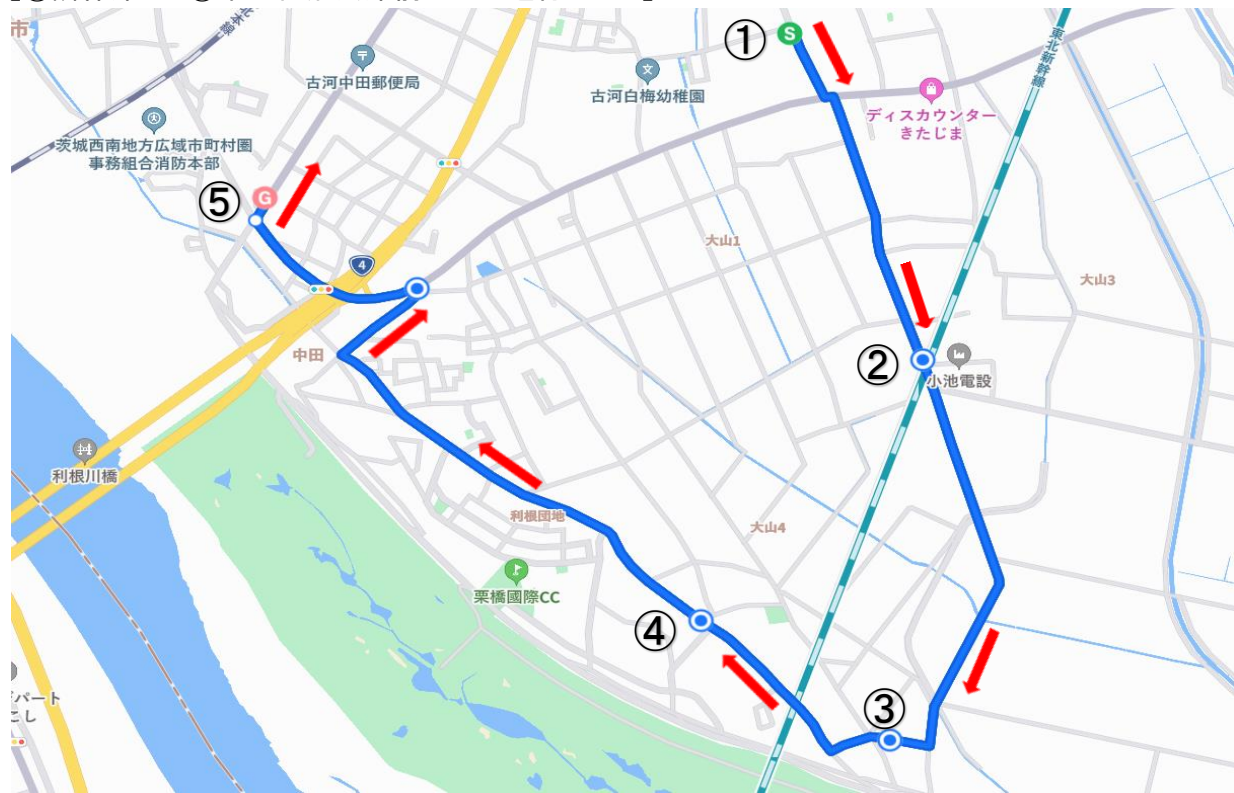 市
①
S
東北新幹線
古河中田郵便局
文
古河白梅幼稚園
ディスカウンター
きたじま
茨城西南地方広域市町村圏
事務組合消防本部
⑤
G
大山1
4
大山3
中田
②
小池電設
利根川橋
利根団地
大山4
栗橋國際CC
④
③
デパート
こし